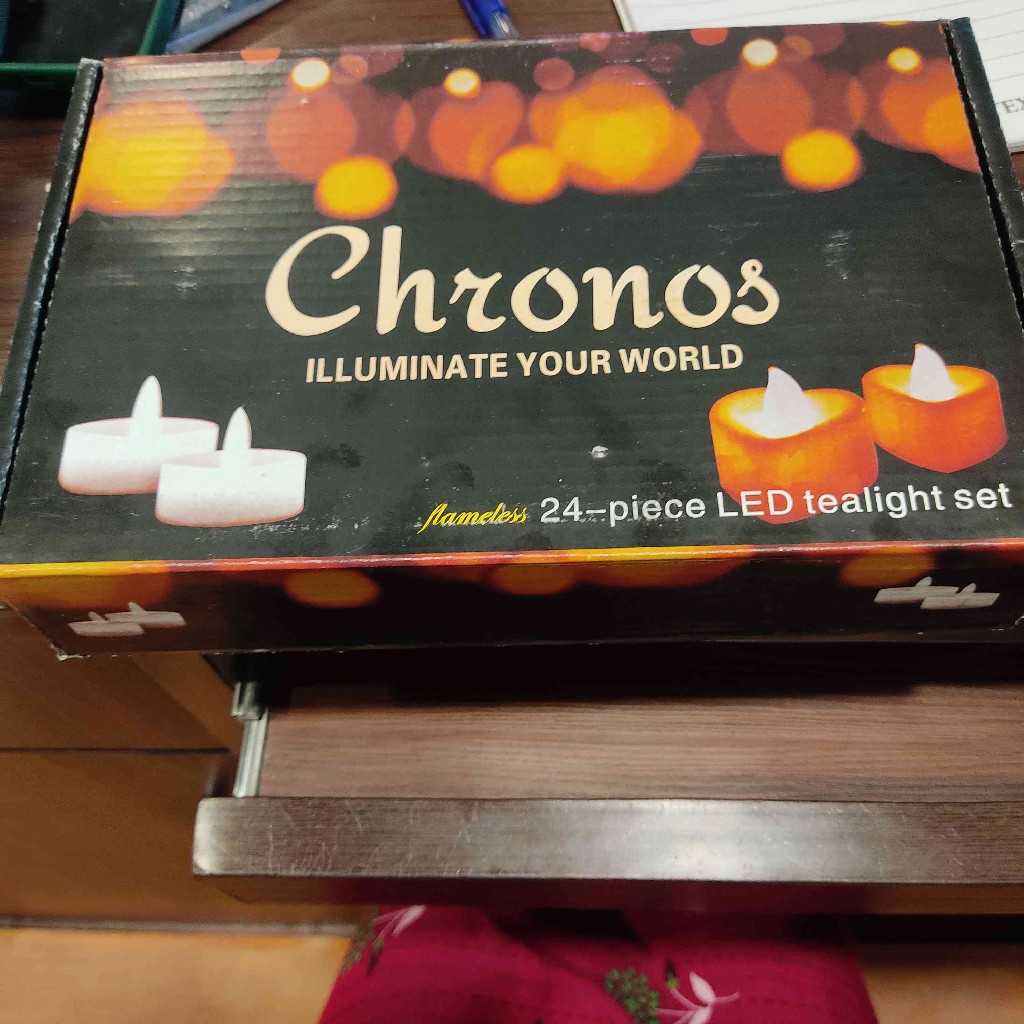 Chronos
ILLUMINATE YOUR WORLD
flameless 24-piece LED tealight set